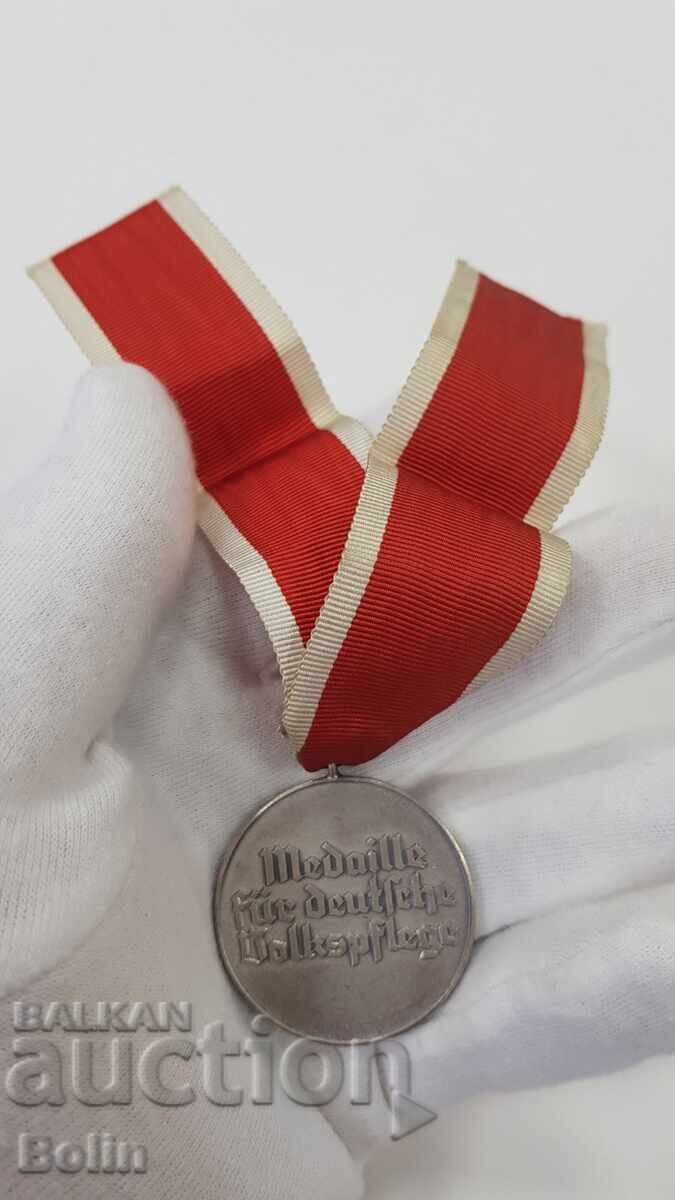 Medaille
für deutsche
Volkspflege
BALKAN
auction
Bolin